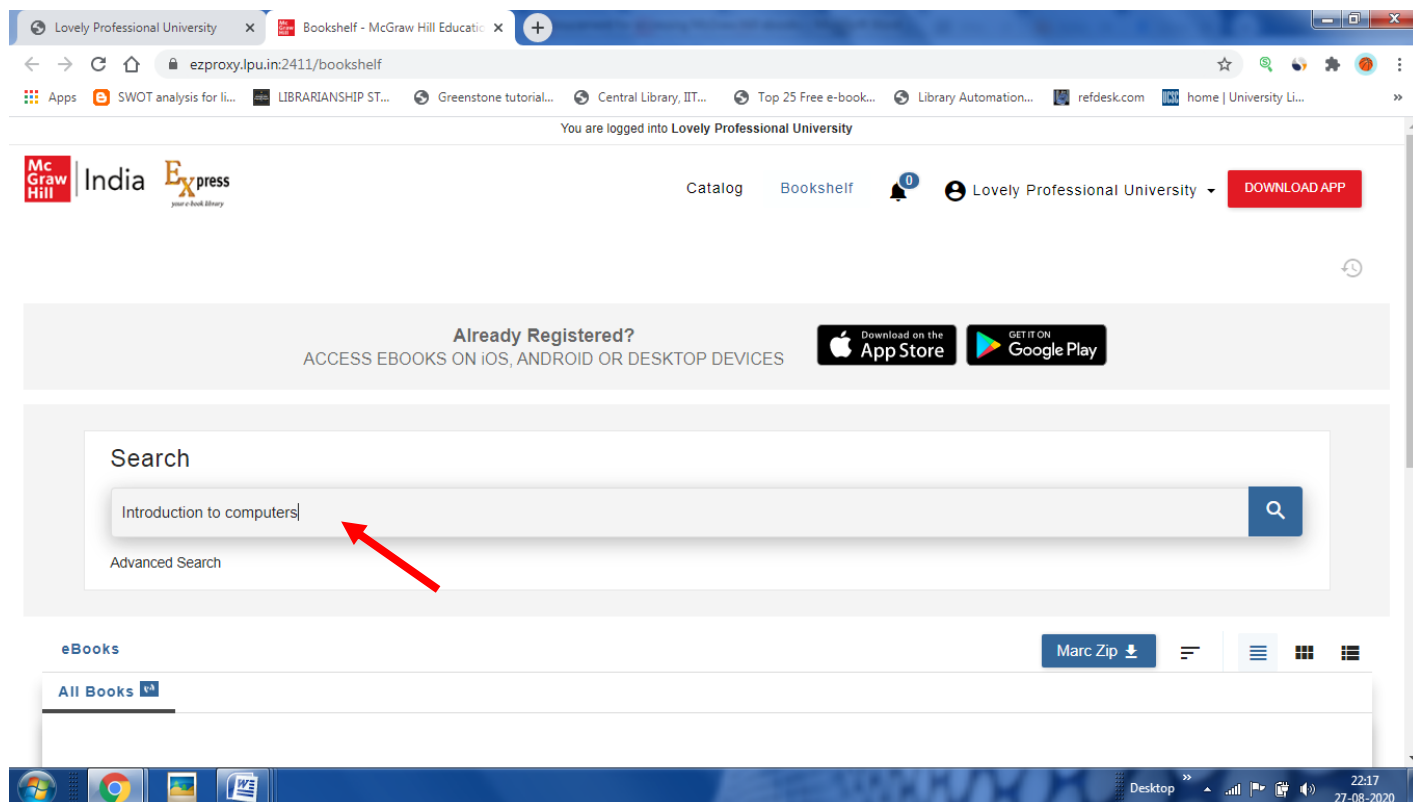 Lovely Professional University
Bookshelf - McGraw Hill Educatic
ezproxy.lpu.in:2411/bookshelf
Apps
SWOT analysis for li...
LIBRARIANSHIP ST...
Greenstone tutorial...
Central Library, IIT...
Top 25 Free e-book...
Library Automation...
refdesk.com
home | University Li...
You are logged into Lovely Professional University
Mc
Graw
Hill
India
Express
your e-book library
Catalog
Bookshelf
0
Lovely Professional University
DOWNLOAD APP
Already Registered?
ACCESS EBOOKS ON iOS, ANDROID OR DESKTOP DEVICES
Download on the
App Store
GET IT ON
Google Play
Search
Introduction to computers
Advanced Search
eBooks
Marc Zip
All Books
Desktop
22:17
27-08-2020